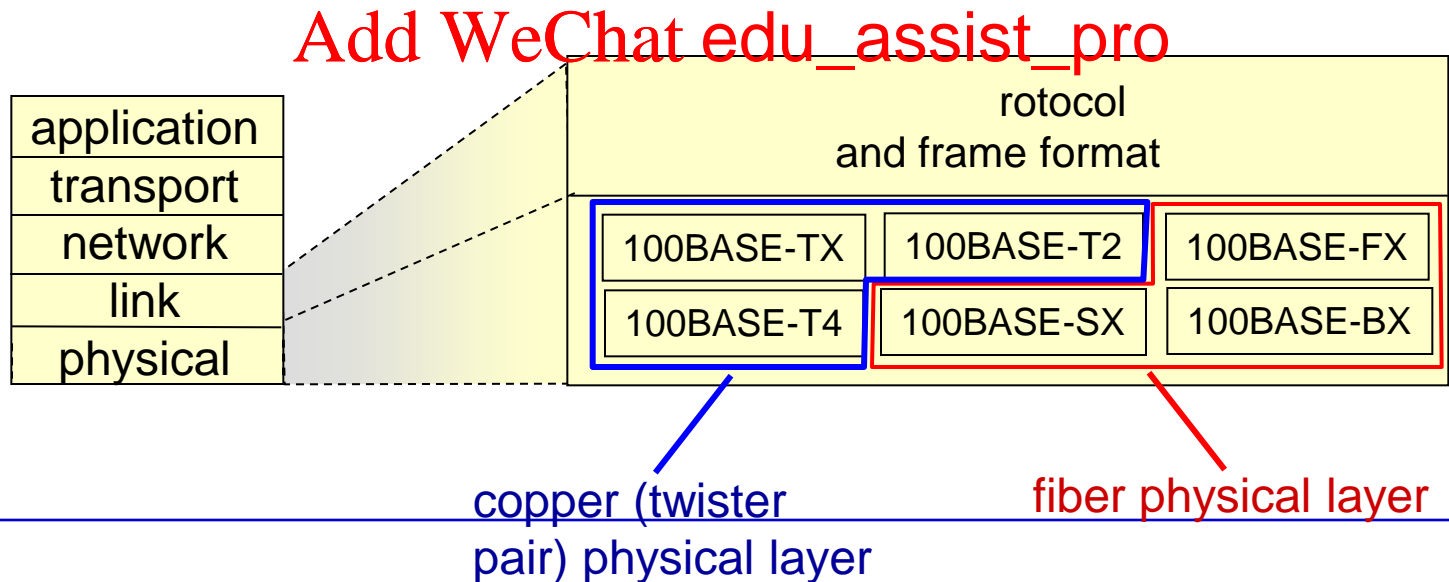 Add WeChat edu_assist_pro
rotocol
and frame format
application
transport
network
link
physical
100BASE-TX
100BASE-T2
100BASE-FX
100BASE-T4
100BASE-SX
100BASE-BX
copper (twister
pair) physical layer
fiber physical layer